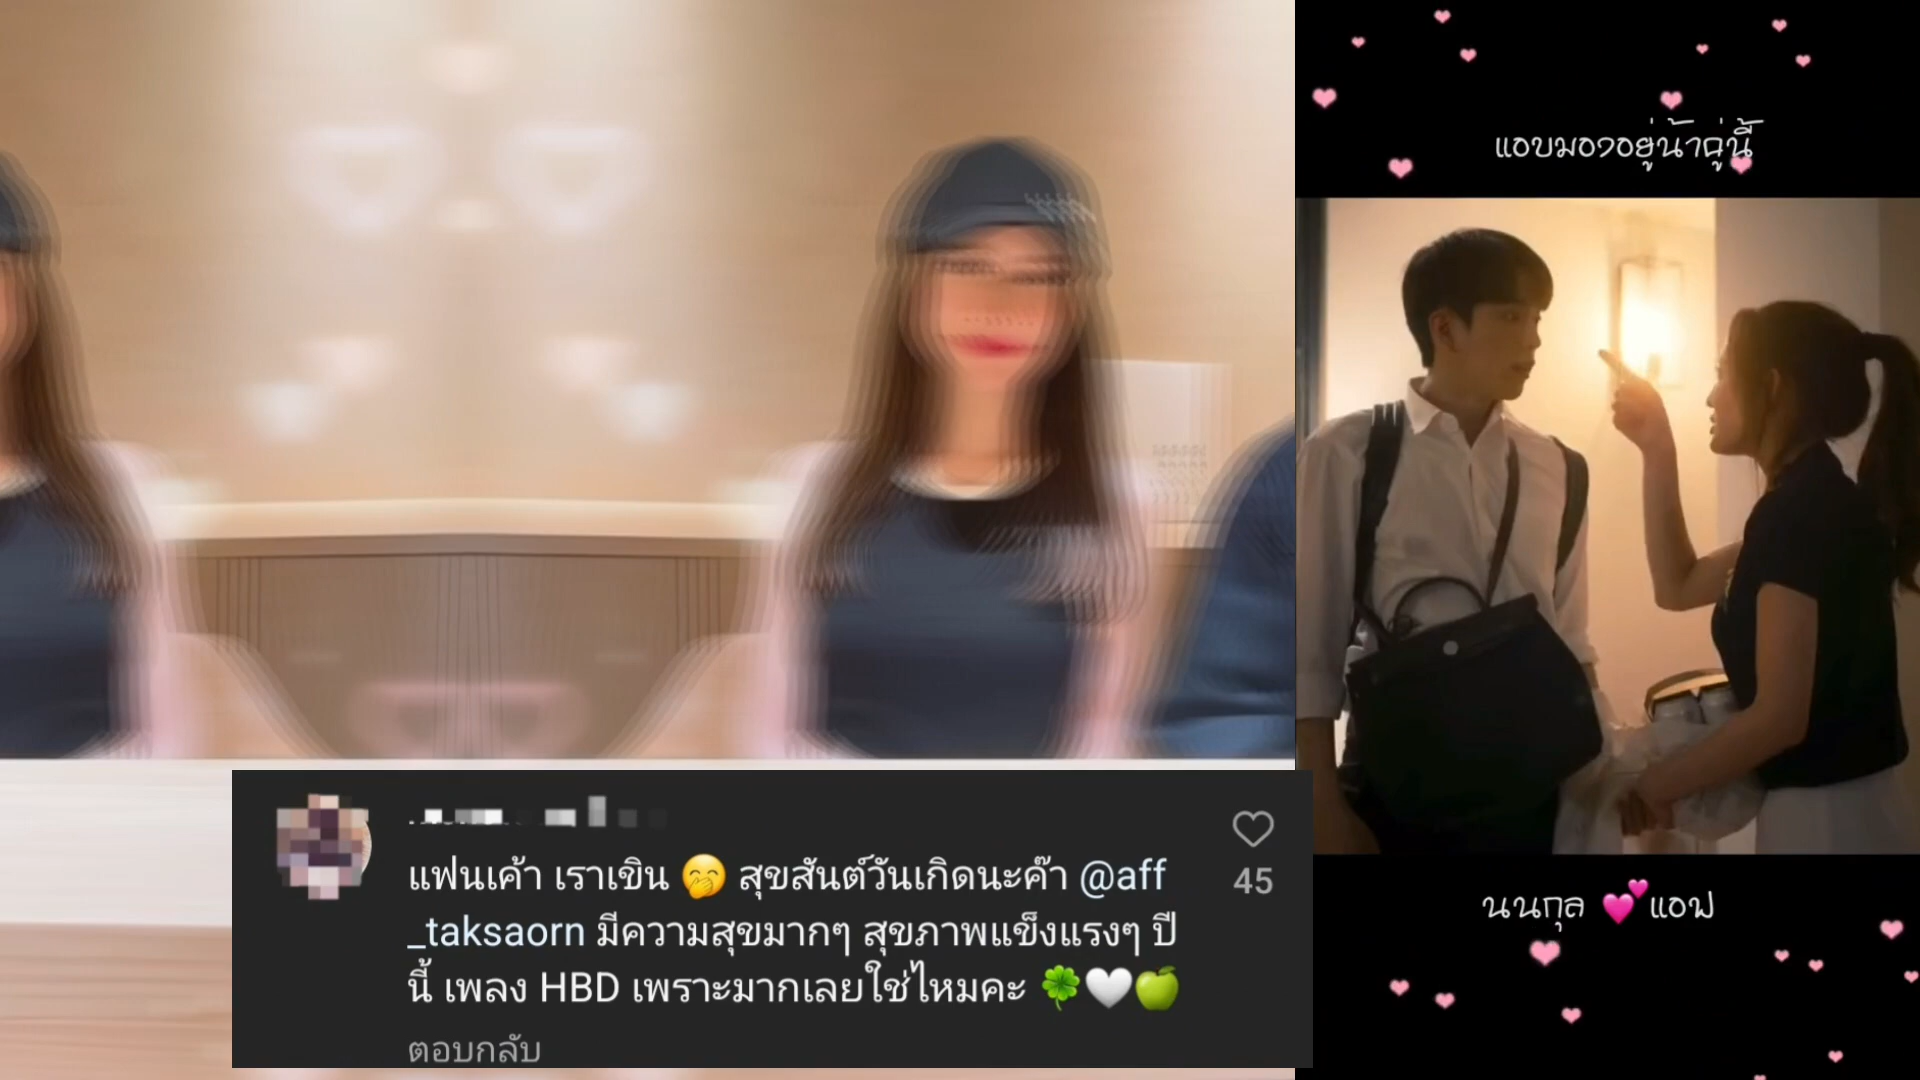 แอบมองอยู่น้าคู่นี้
แฟนเค้า เราเขิน 🤭 สุขสันต์วันเกิดนะค๊า @aff
_taksaorn มีความสุขมากๆ สุขภาพแข็งแรงๆ ปี
นี้ เพลง HBD เพราะมากเลยใช่ไหมคะ 🍀🤍🍏
ตอบกลับ
45
นนกุล 💕 แอฟ